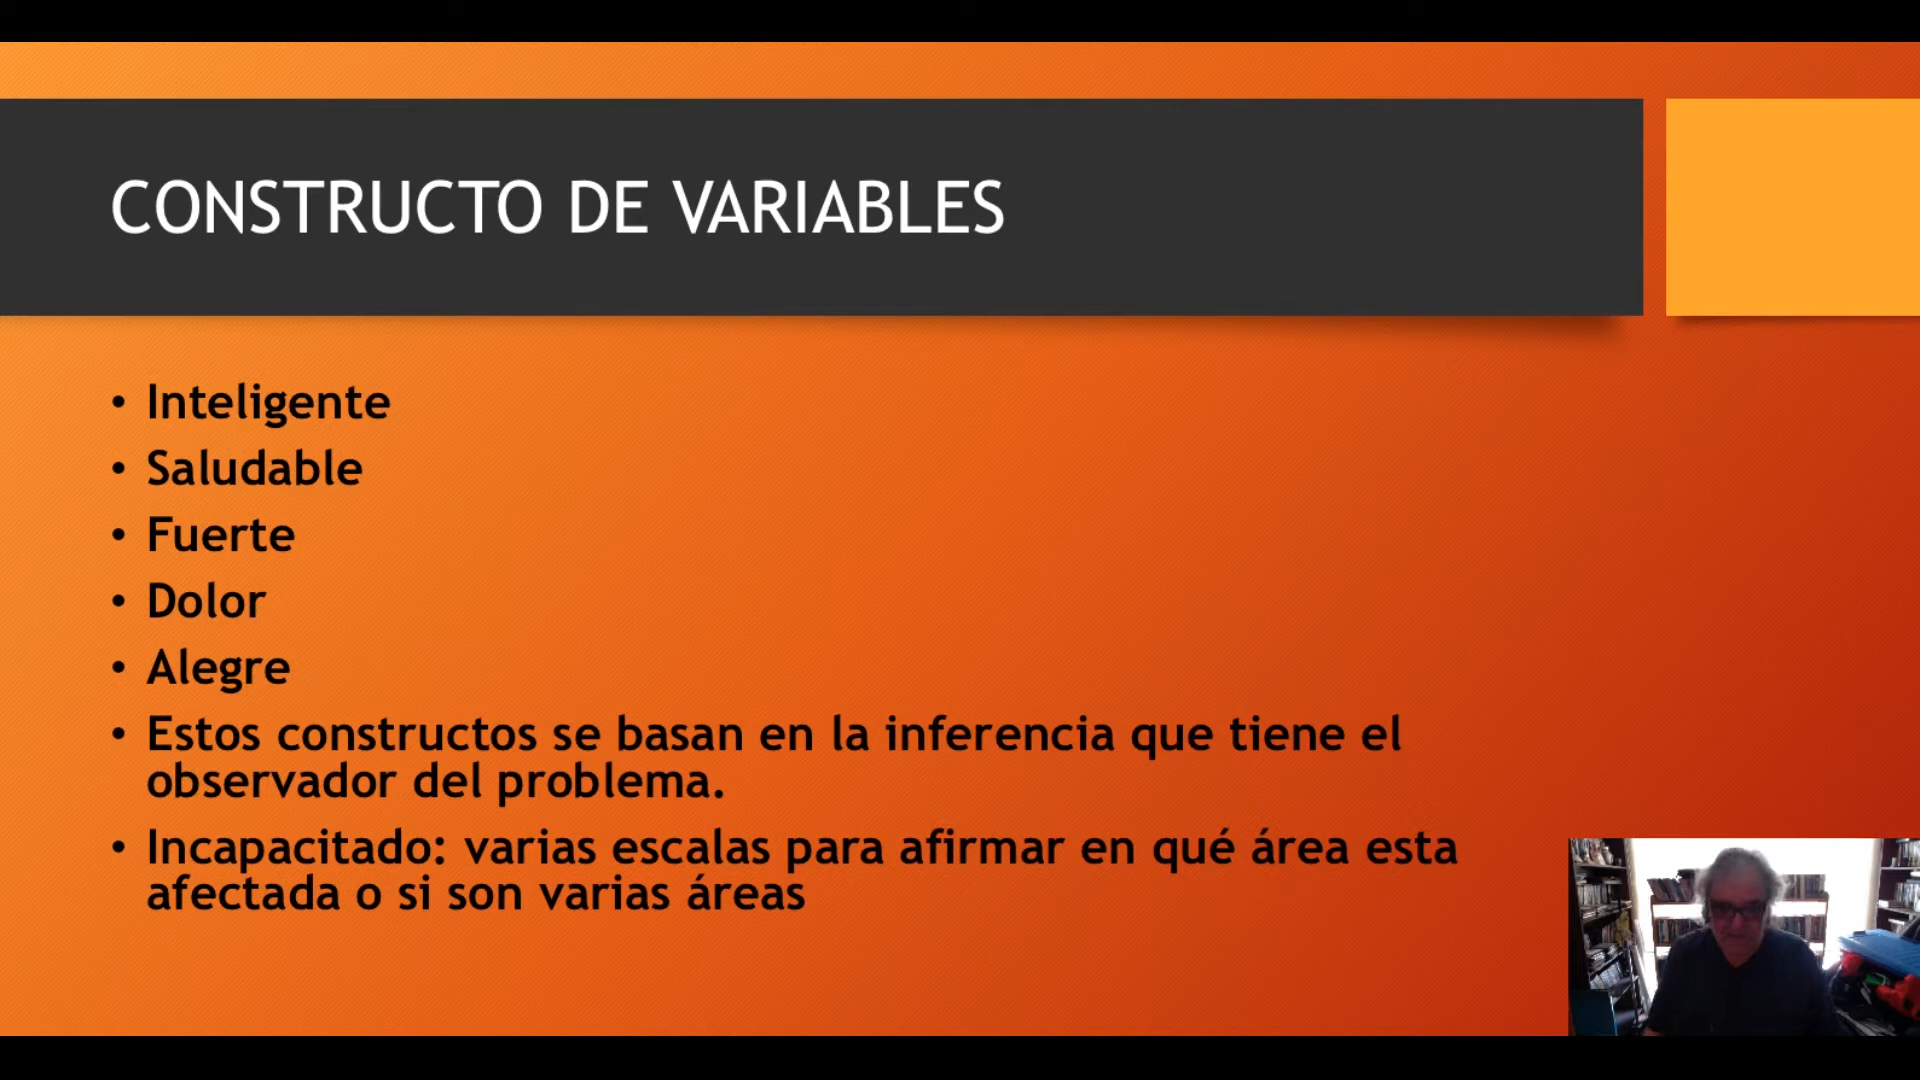 CONSTRUCTO DE VARIABLES
• Inteligente
• Saludable
• Fuerte
• Dolor
• Alegre
• Estos constructos se basan en la inferencia que tiene el
observador del problema.
• Incapacitado: varias escalas para afirmar en qué área esta
afectada o si son varias áreas